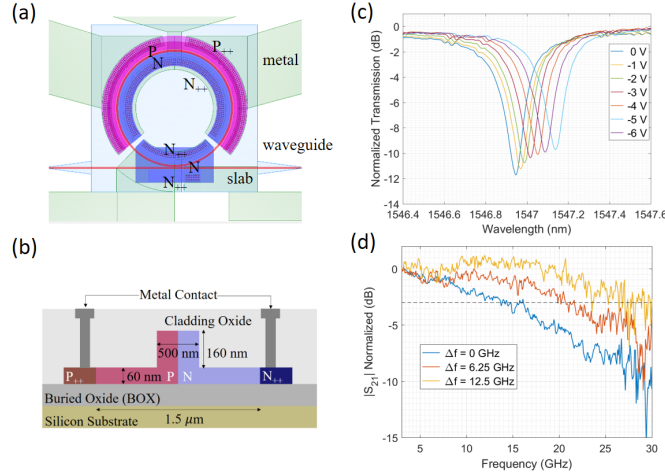 (a)
P
P++
metal
N
N++
waveguide
N++
N
slab
N++
(b)
Metal Contact
Cladding Oxide
500 nm
160 nm
60 nm
P++
P
N
N++
Buried Oxide (BOX)
1.5 μm
Silicon Substrate
(c)
Normalized Transmission (dB)
0
-2
-4
-6
-8
-10
-12
-14
0 V
-1 V
-2 V
-3 V
-4 V
-5 V
-6 V
1546.4
1546.6
1546.8
1547
1547.2
1547.4
1547.6
Wavelength (nm)
(d)
|S21| Normalized (dB)
0
-5
-10
-15
Δf = 0 GHz
Δf = 6.25 GHz
Δf = 12.5 GHz
5
10
15
20
25
30
Frequency (GHz)